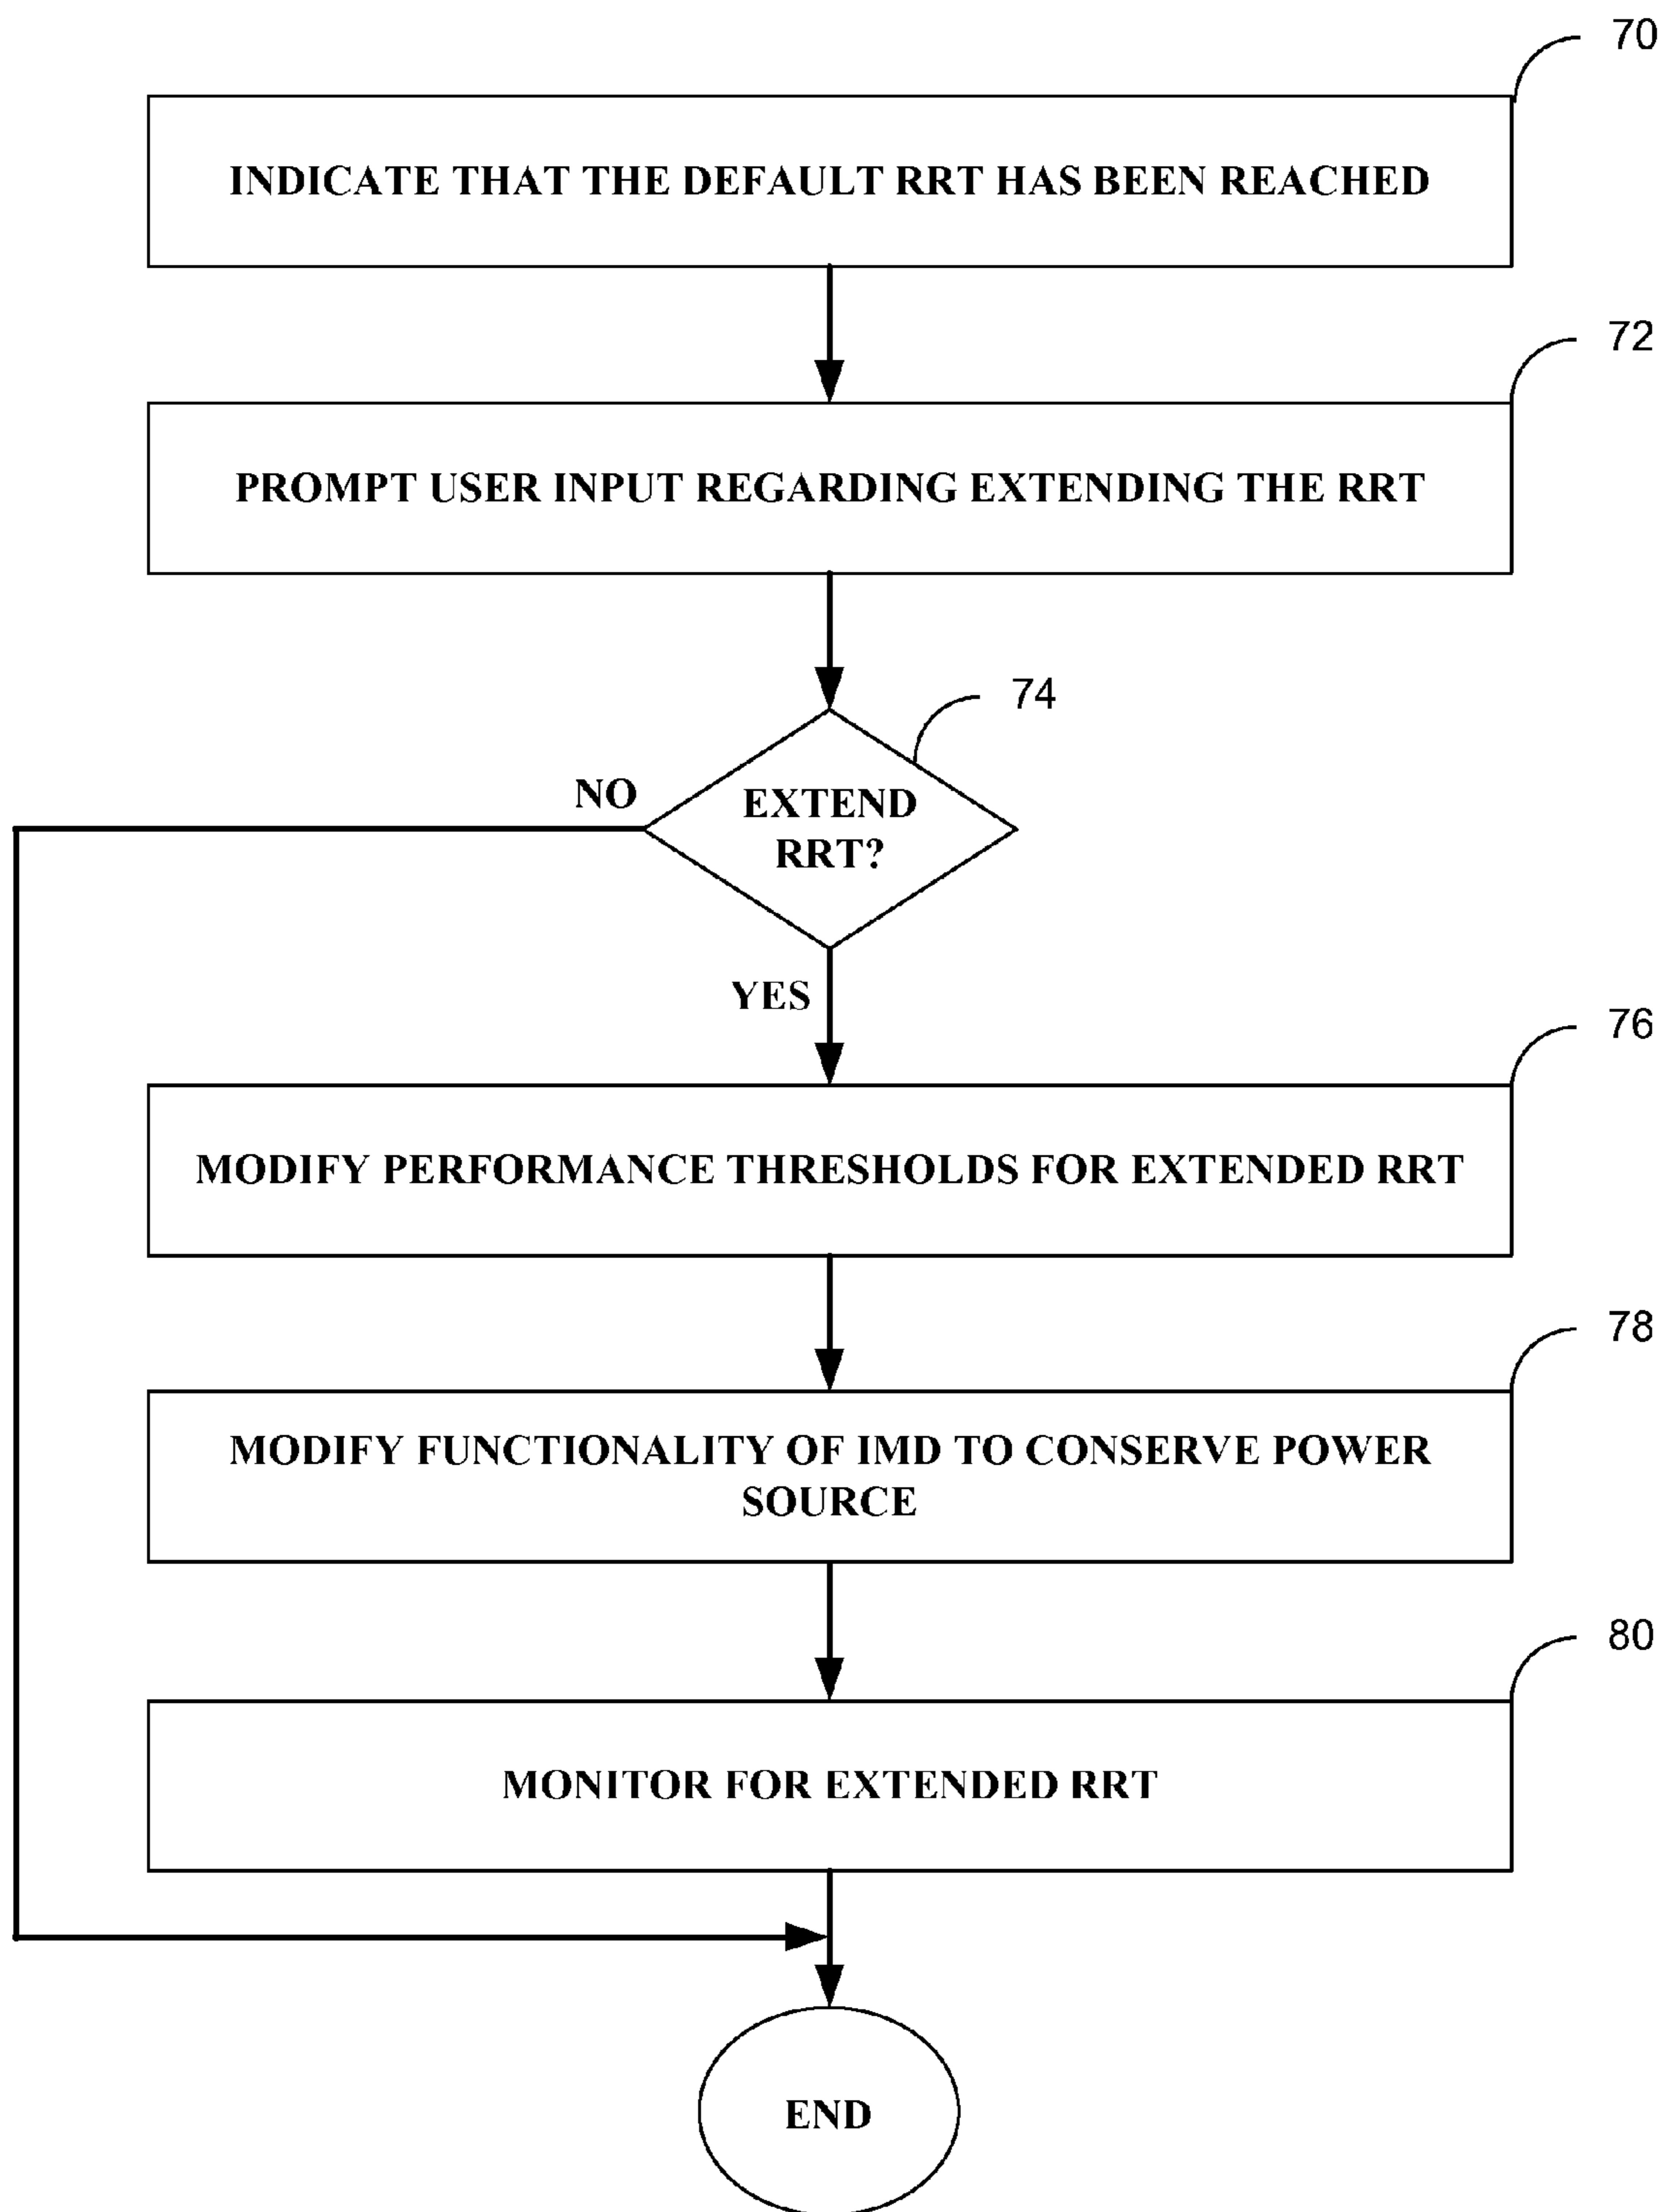 70
INDICATE THAT THE DEFAULT RRT HAS BEEN REACHED
72
PROMPT USER INPUT REGARDING EXTENDING THE RRT
74
NO
EXTEND
RRT?
YES
76
MODIFY PERFORMANCE THRESHOLDS FOR EXTENDED RRT
78
MODIFY FUNCTIONALITY OF IMD TO CONSERVE POWER
SOURCE
80
MONITOR FOR EXTENDED RRT
END